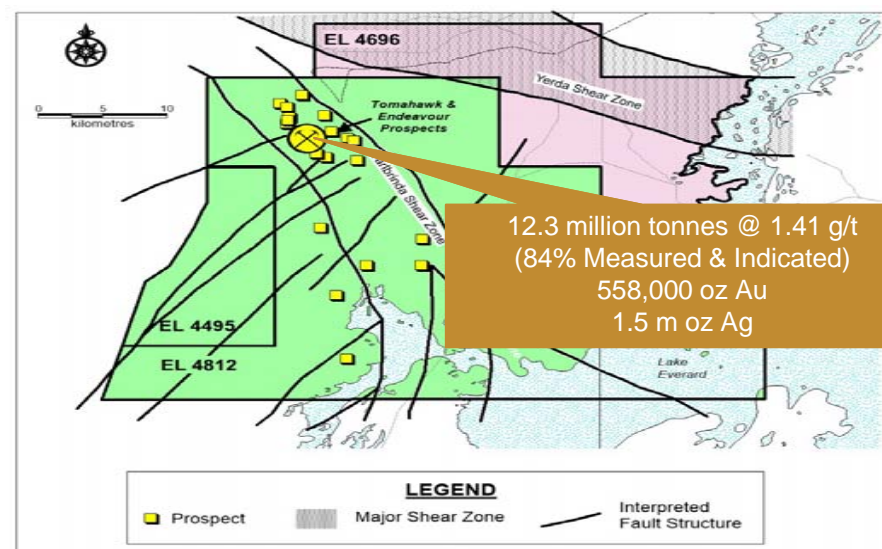 EL 4696
Yerda Shear Zone
0 5 10
kilometres
Tomahawk &
Endeavour
Prospects
Shear Zone
12.3 million tonnes @ 1.41 g/t
(84% Measured & Indicated)
558,000 oz Au
1.5 m oz Ag
EL 4495
EL 4812
Lake
Everard
LEGEND
Prospect
Major Shear Zone
Interpreted
Fault Structure